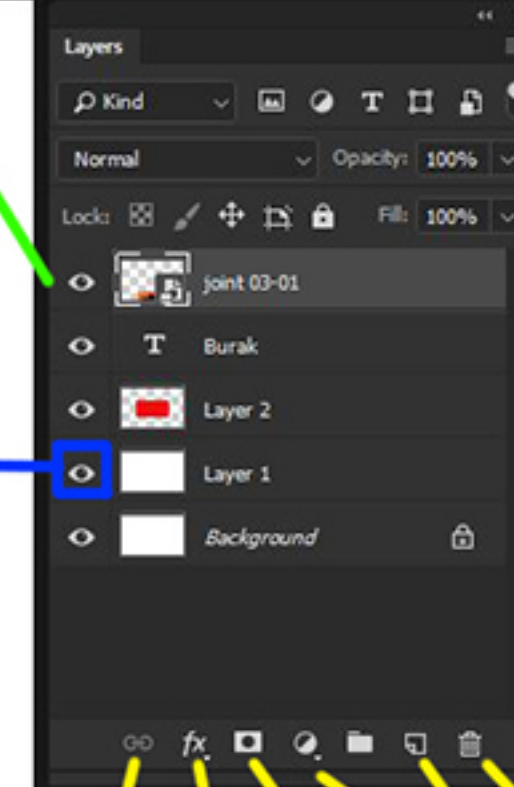 Layers
Kind
T
Normal Opacity: 100%
Lock: Fill: 100%
joint 03-01
T Burak
Layer 2
Layer 1
Background
fx